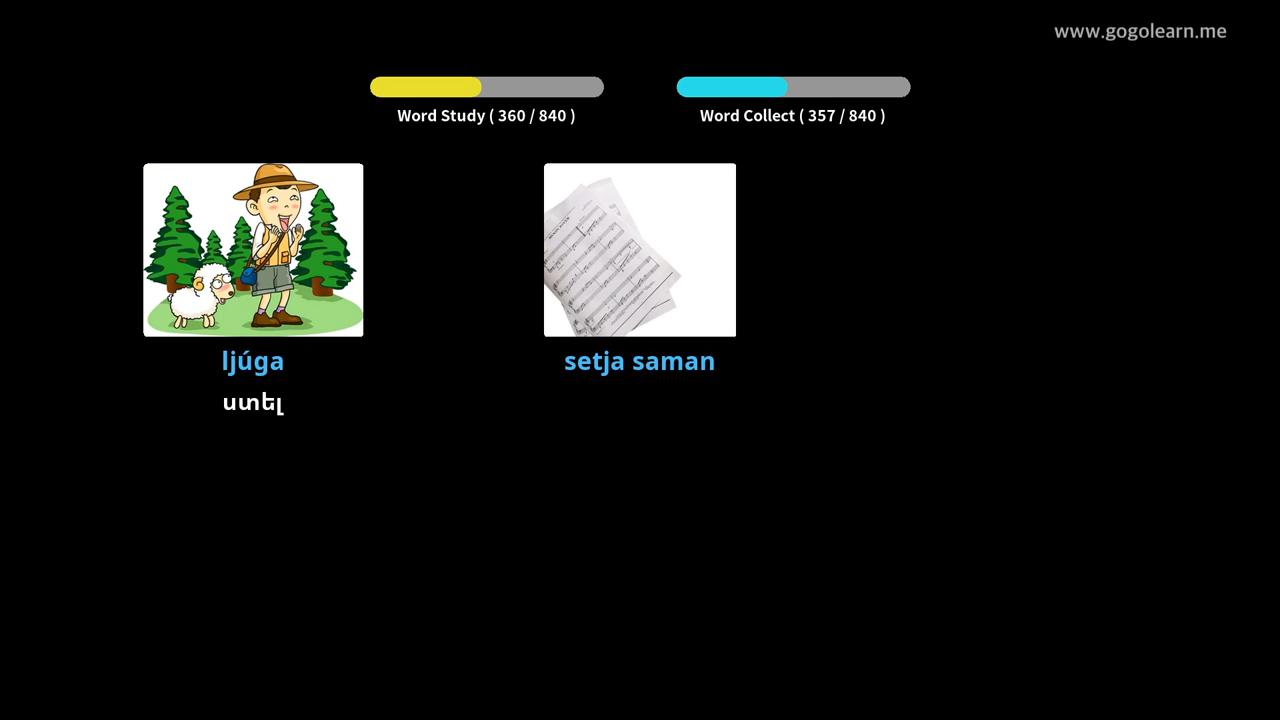 www.gogolearn.me
Word Study ( 360 / 840 )
Word Collect ( 357 / 840 )
ljúga
setja saman
ստել